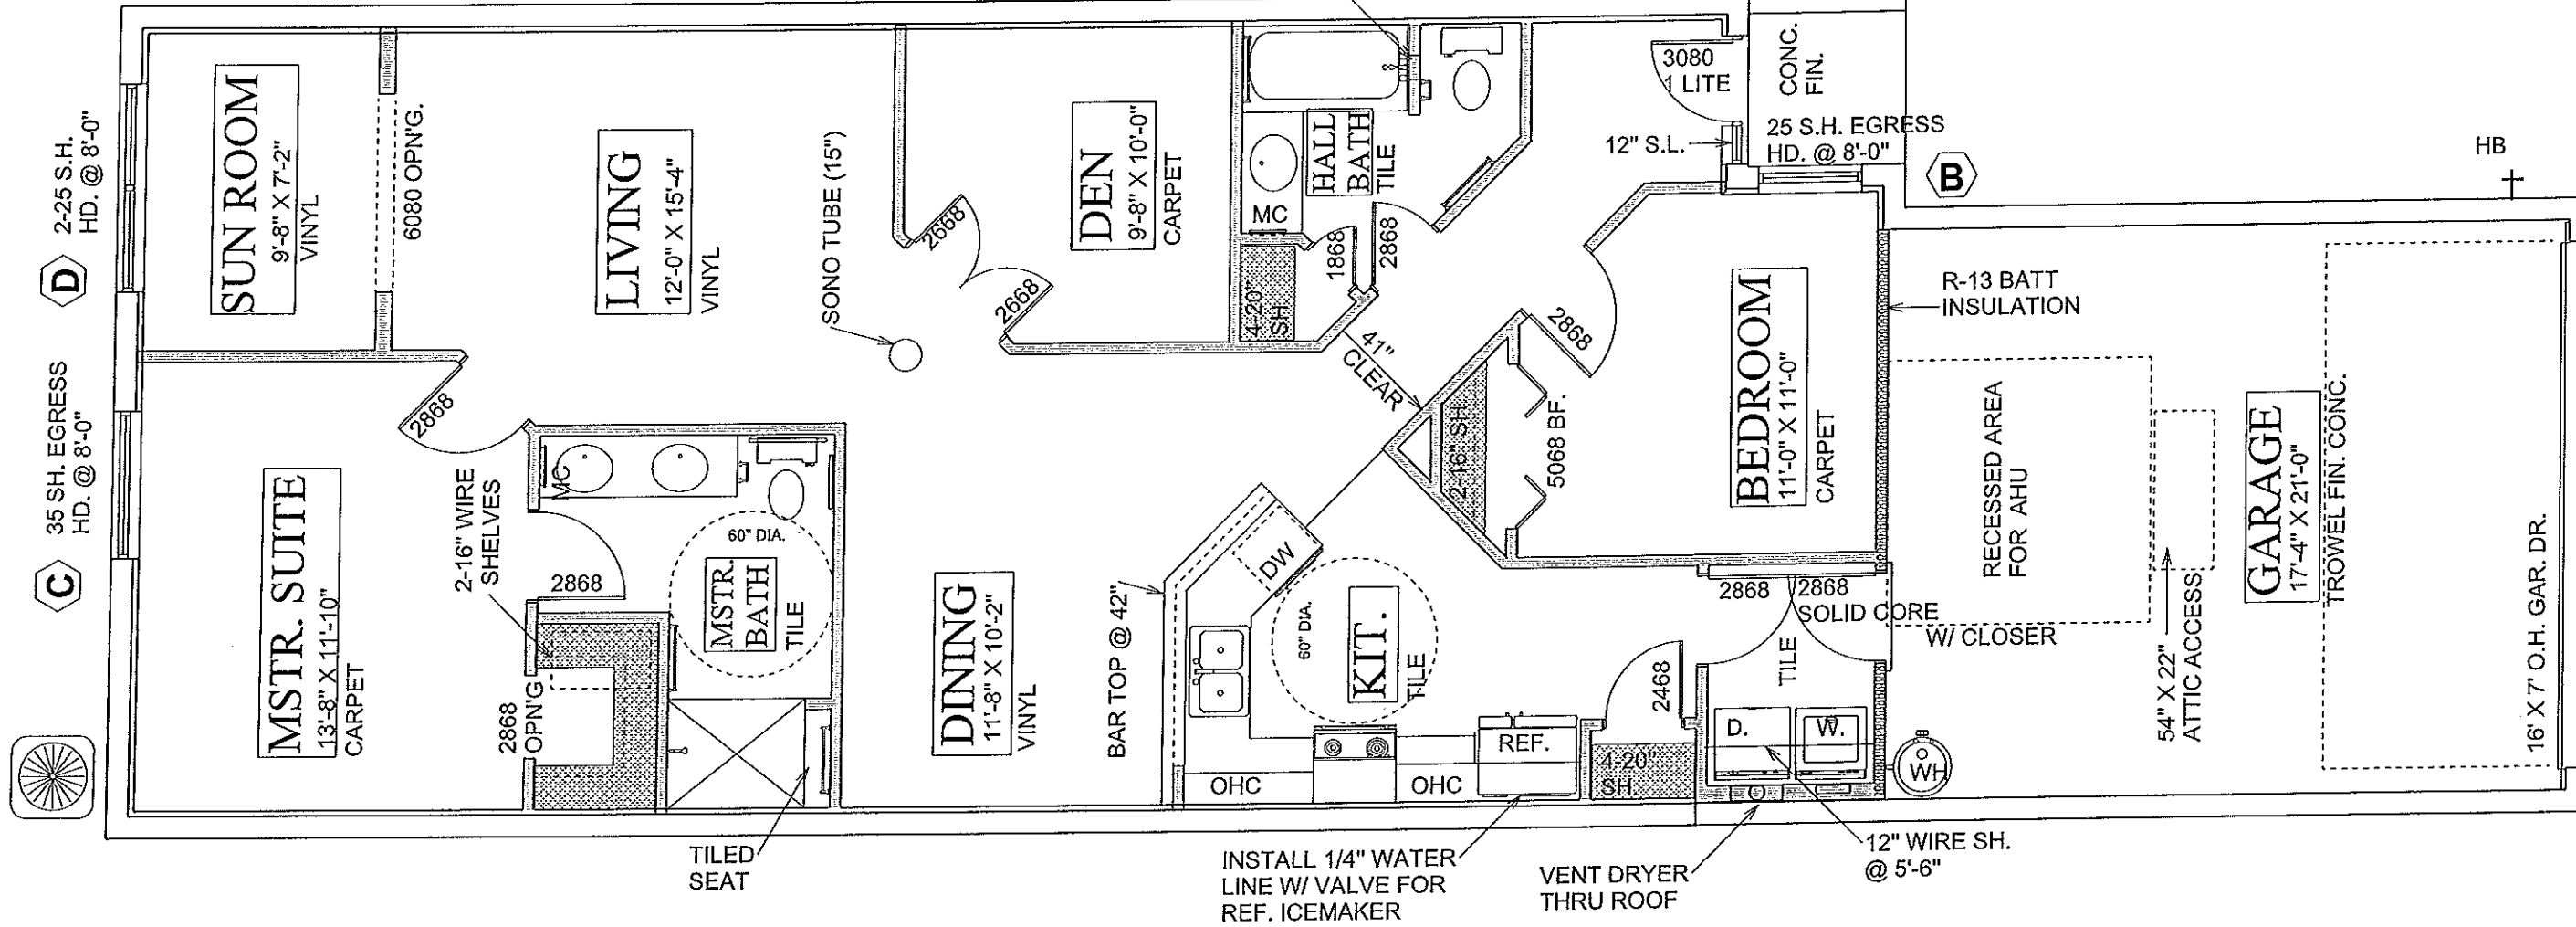 D
2-25 S.H.
HD. @ 8'-0"
C
35 SH. EGRESS
HD. @ 8'-0"
SUN ROOM
9'-8" X 7'-2"
VINYL
6080 OPN'G.
LIVING
12'-0" X 15'-4"
VINYL
SONO TUBE (15")
2668
2668
DEN
9'-8" X 10'-0"
CARPET
MC
HALL
BATH
TILE
4-20"
SH
1868
2868
41"
CLEAR
3080
1 LITE
12" S.L.
CONC.
FIN.
25 S.H. EGRESS
HD. @ 8'-0"
B
HB
MSTR. SUITE
13'-8" X 11'-10"
CARPET
2868
2-16" WIRE
SHELVES
MC
2868
2868
OPN'G
60" DIA.
MSTR.
BATH
TILE
TILED
SEAT
DINING
11'-8" X 10'-2"
VINYL
BAR TOP @ 42"
DW
60" DIA.
KIT.
TILE
OHC
OHC
REF.
INSTALL 1/4" WATER
LINE W/ VALVE FOR
REF. ICEMAKER
2468
4-20"
SH
2-16" SH
5068 BF.
2868
BEDROOM
11'-0" X 11'-0"
CARPET
2868
2868
SOLID CORE
W/ CLOSER
TILE
D.
W.
WH
12" WIRE SH.
@ 5'-6"
VENT DRYER
THRU ROOF
R-13 BATT
INSULATION
RECESSED AREA
FOR AHU
54" X 22"
ATTIC ACCESS
GARAGE
17'-4" X 21'-0"
TROWEL FIN. CONC.
16' X 7' O.H. GAR. DR.